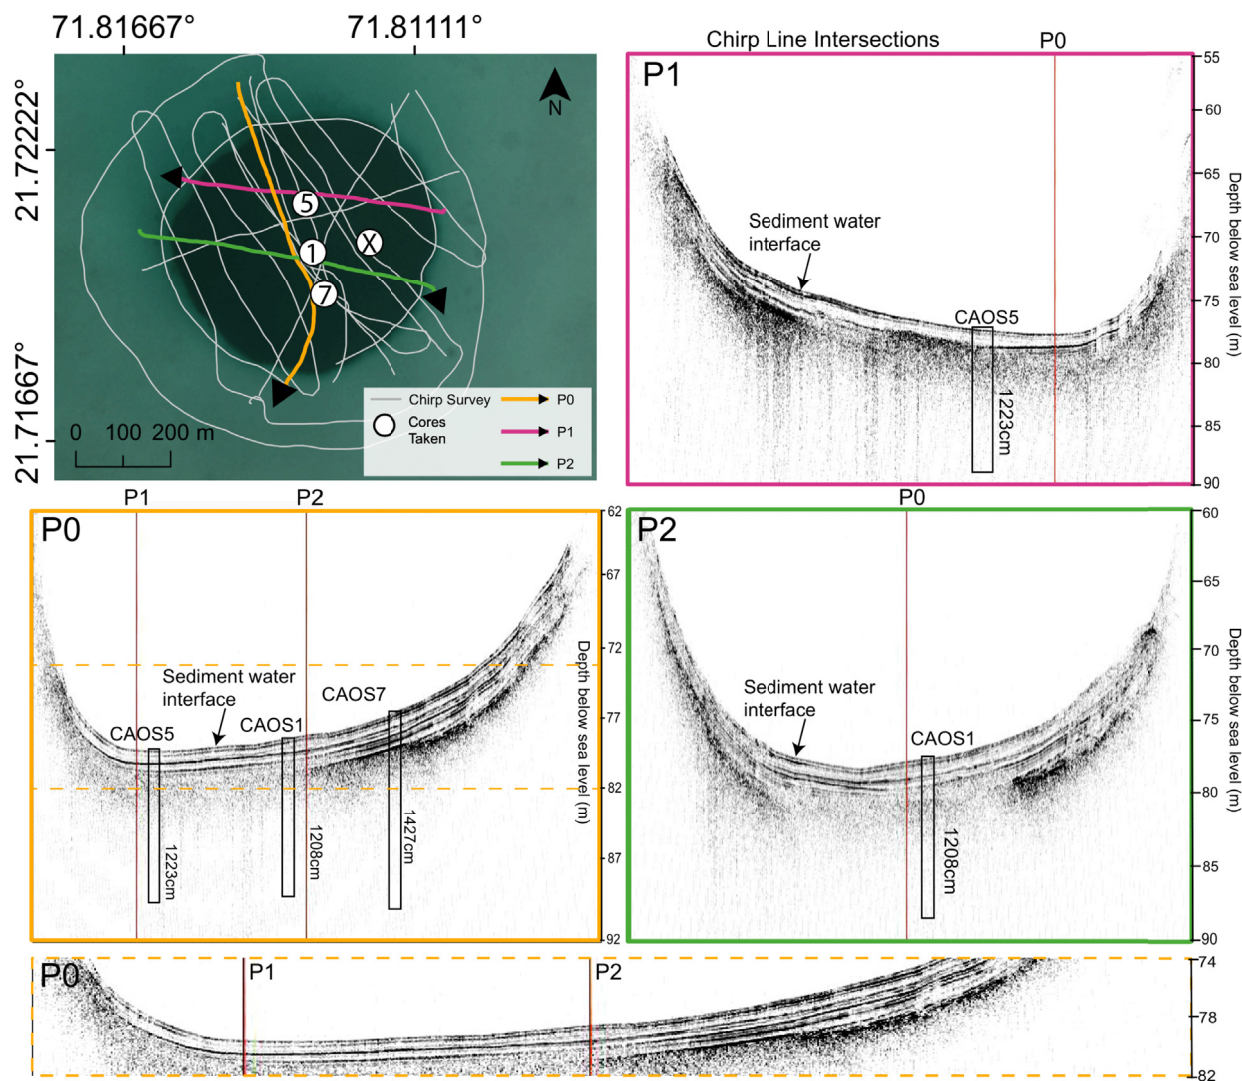 71.81667°
71.81111°
21.72222°
21.71667°
N
5
1
X
7
0 100 200 m
Chirp Survey
Cores
Taken
P0
P1
P2
Chirp Line Intersections
P0
P1
Sediment water
interface
CAOS5
1223cm
55
60
65
70
75
80
85
90
Depth below sea level (m)
P1
P2
P0
Sediment water
interface
CAOS5
CAOS1
CAOS7
1223cm
1208cm
1427cm
62
67
72
77
82
87
92
Depth below sea level (m)
P0
P2
Sediment water
interface
CAOS1
1208cm
60
65
70
75
80
85
90
Depth below sea level (m)
P0
P1
P2
74
78
82